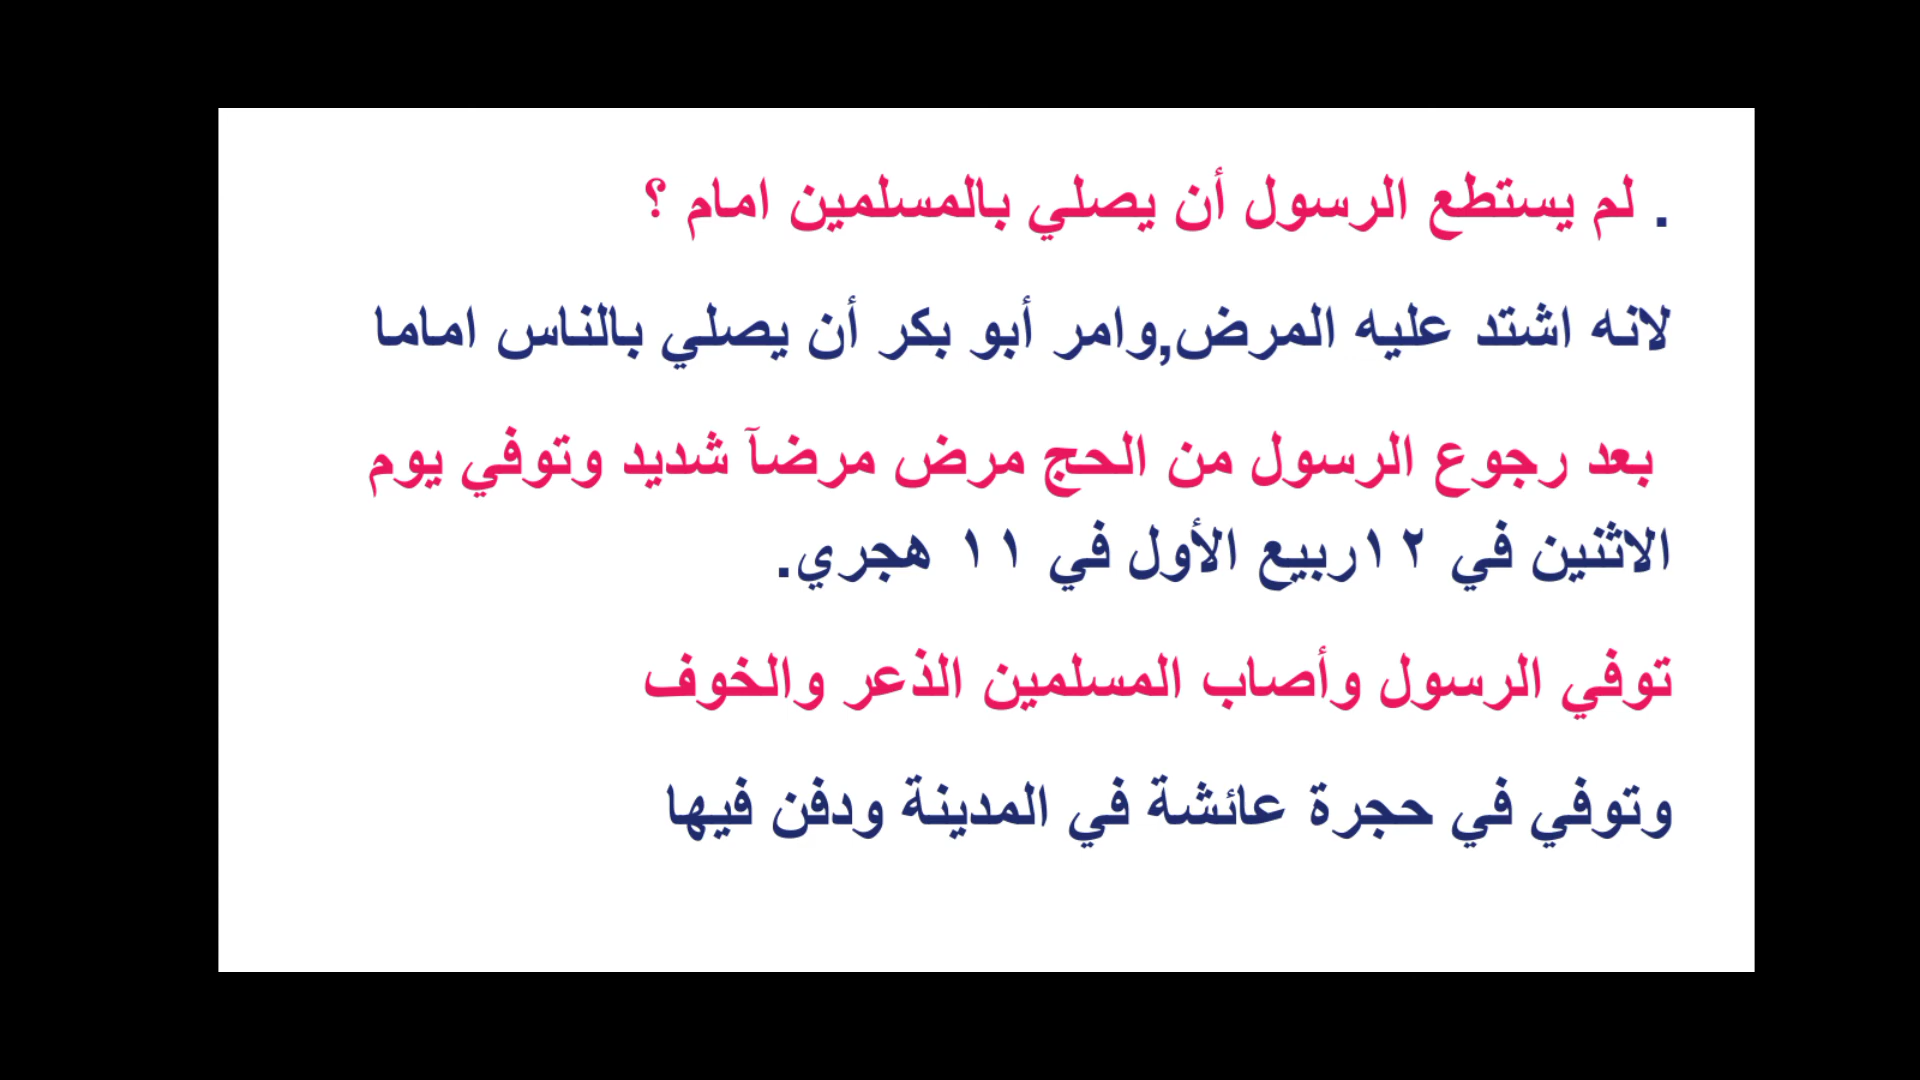 . لم يستطع الرسول أن يصلي بالمسلمين امام ؟
لانه اشتد عليه المرض,وامر أبو بكر أن يصلي بالناس اماما
بعد رجوع الرسول من الحج مرض مرضآ شديد وتوفي يوم
الاثنين في ١٢ربيع الأول في ١١ هجري.
توفي الرسول وأصاب المسلمين الذعر والخوف
وتوفي في حجرة عائشة في المدينة ودفن فيها